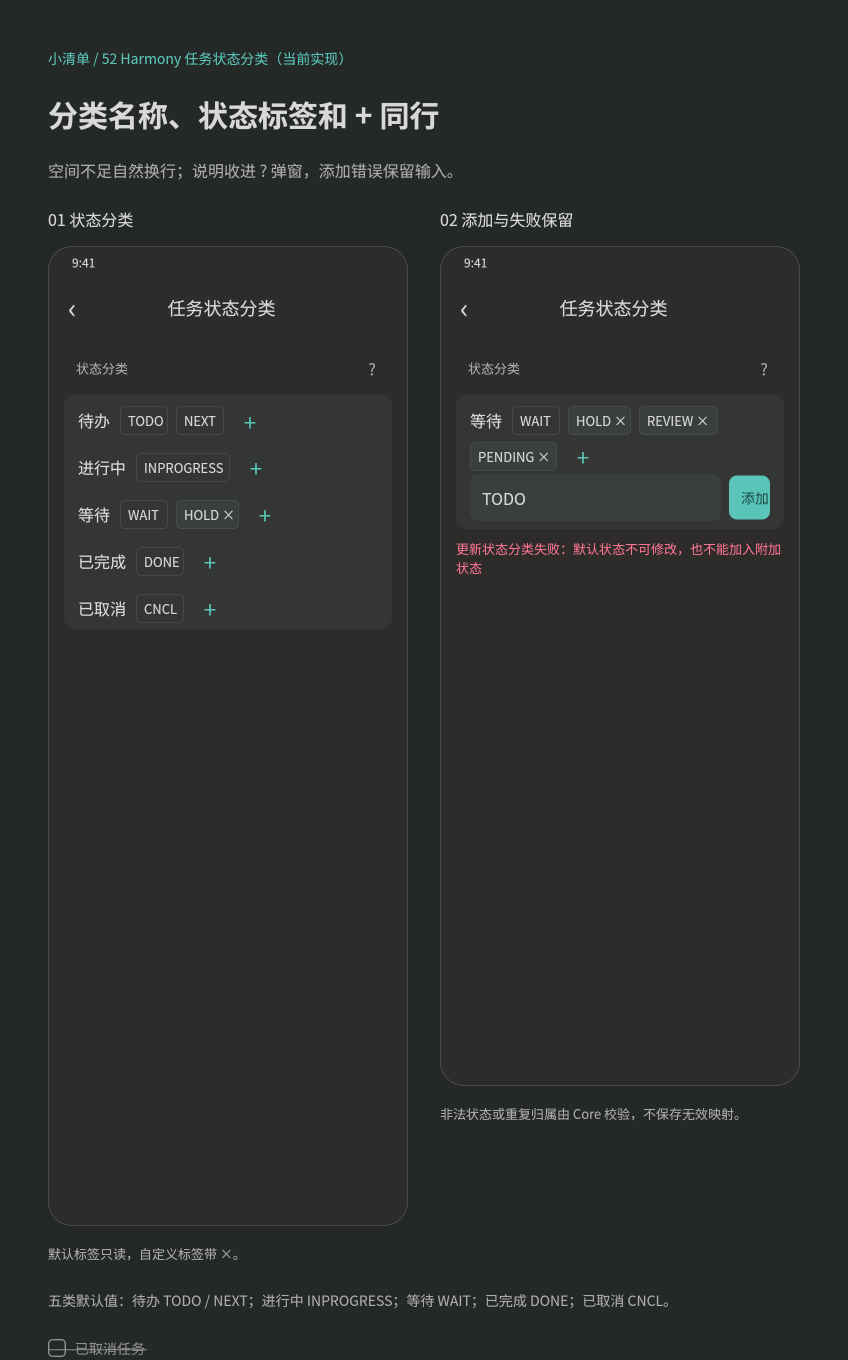 小清单 / 52 Harmony 任务状态分类（当前实现）
分类名称、状态标签和 + 同行
空间不足自然换行；说明收进 ? 弹窗，添加错误保留输入。
01 状态分类
9:41
‹ 任务状态分类
状态分类 ?
待办 TODO NEXT +
进行中 INPROGRESS +
等待 WAIT HOLD × +
已完成 DONE +
已取消 CNCL +
默认标签只读，自定义标签带 ×。
02 添加与失败保留
9:41
‹ 任务状态分类
状态分类 ?
等待 WAIT HOLD × REVIEW ×
PENDING × +
TODO 添加
更新状态分类失败：默认状态不可修改，也不能加入附加
状态
非法状态或重复归属由 Core 校验，不保存无效映射。
五类默认值：待办 TODO / NEXT；进行中 INPROGRESS；等待 WAIT；已完成 DONE；已取消 CNCL。
已取消任务